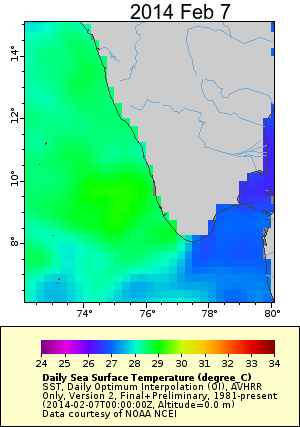 2014 Feb 7
14°
12°
10°
8°
74° 76° 78° 80°
24 25 26 27 28 29 30 31 32 33 34
Daily Sea Surface Temperature (degree_C)
SST, Daily Optimum Interpolation (OI), AVHRR
Only, Version 2, Final+Preliminary, 1981-present
(2014-02-07T00:00:00Z, Altitude=0.0 m)
Data courtesy of NOAA NCEI